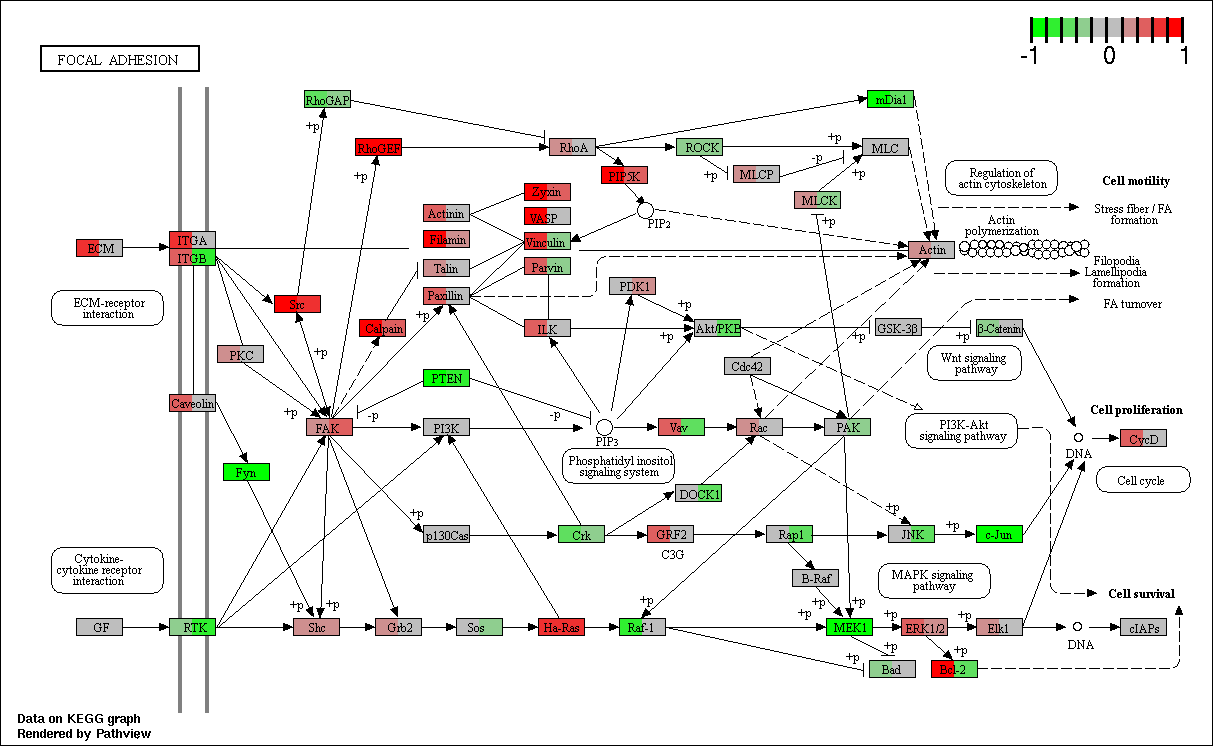 -1 0 1
FOCAL ADHESION
RhoGAP
mDia1
+p
RhoGEF
RhoA
ROCK
+p
MLC
+p
-p
+p
PIP5K
MLCP
+p
MLCK
Regulation of
actin cytoskeleton
Cell motility
Zyxin
Actinin
VASP
PIP2
+p
Stress fiber / FA
formation
Actin
polymerization
ITGA
ECM
Filamin
Vinculin
Actin
ITGB
Talin
Parvin
Filopodia
Lamellipodia
formation
ECM-receptor
interaction
Src
Paxillin
PDK1
+p
FA turnover
+p
Calpain
ILK
Akt/PKB
+p
GSK-3β
+p
β-Catenin
PKC
+p
Cdc42
Wnt signaling
pathway
PTEN
Caveolin
+p
-p
-p
Cell proliferation
FAK
PI3K
PIP3
Vav
Rac
PAK
PI3K-Akt
signaling pathway
DNA
CycD
Phosphatidyl inositol
signaling system
Fyn
Cell cycle
DOCK1
+p
+p
+p
p130Cas
Crk
GRF2
C3G
Rap1
JNK
c-Jun
Cytokine-
cytokine receptor
interaction
B-Raf
MAPK signaling
pathway
Cell survival
+p
+p
+p
+p
+p
+p
+p
GF
RTK
Shc
Grb2
Sos
Ha-Ras
Raf-1
MEK1
ERK1/2
Elk1
DNA
cIAPs
+p
+p
+p
Bad
Bcl-2
Data on KEGG graph
Rendered by Pathview